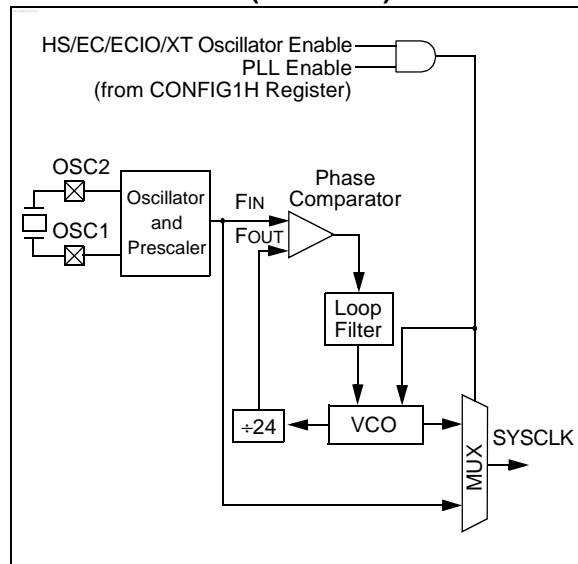 HS/EC/ECIO/XT Oscillator Enable
PLL Enable
(from CONFIG1H Register)
OSC2
OSC1
Oscillator
and
Prescaler
FIN
FOUT
Phase
Comparator
Loop
Filter
÷24
VCO
MUX
SYSCLK